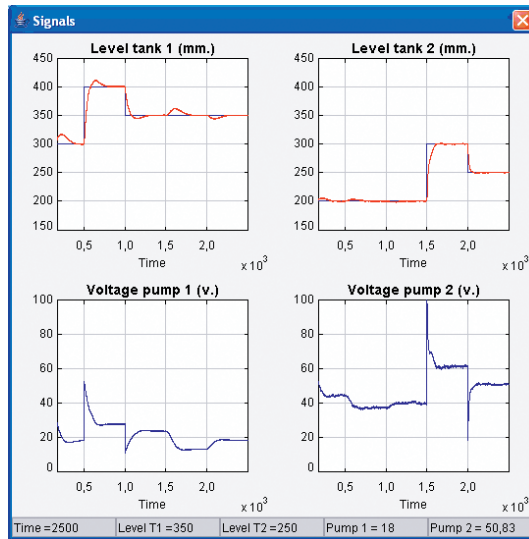 Signals
Level tank 1 (mm.)
450
400
350
300
250
200
150
0,5 1,0 1,5 2,0
Time
x 10³
Level tank 2 (mm.)
450
400
350
300
250
200
150
0,5 1,0 1,5 2,0
Time
x 10³
Voltage pump 1 (v.)
100
80
60
40
20
0
0,5 1,0 1,5 2,0
Time
x 10³
Voltage pump 2 (v.)
100
80
60
40
20
0
0,5 1,0 1,5 2,0
Time
x 10³
Time =2500 Level T1=350 Level T2=250 Pump 1 = 18 Pump 2 = 50,83